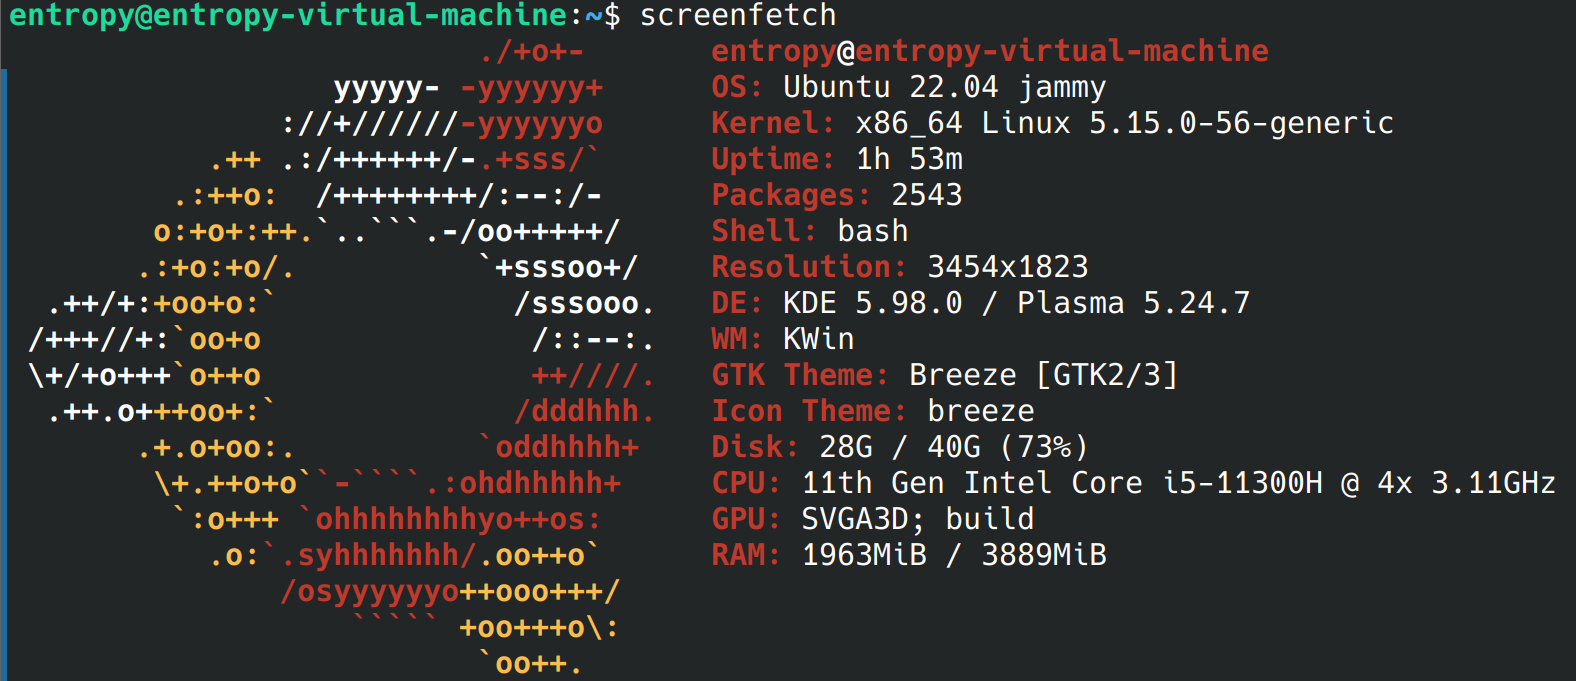 entropy@entropy-virtual-machine:~$ screenfetch
                          ./+o+-       entropy@entropy-virtual-machine
                  yyyyy- -yyyyyy+      OS: Ubuntu 22.04 jammy
               ://+//////-yyyyyyo      Kernel: x86_64 Linux 5.15.0-56-generic
           .++ .:/++++++/-.+sss/`      Uptime: 1h 53m
         .:++o:  /++++++++/:--:/-      Packages: 2543
        o:+o+:++.`..```.-/oo+++++/     Shell: bash
       .:+o:+o/.          `+sssoo+/    Resolution: 3454x1823
  .++/+:+oo+o:`             /sssooo.   DE: KDE 5.98.0 / Plasma 5.24.7
 /+++//+:`oo+o               /::--:.   WM: KWin
 \+/+o+++`o++o               ++////.   GTK Theme: Breeze [GTK2/3]
  .++.o+++oo+:`             /dddhhh.   Icon Theme: breeze
       .+.o+oo:.          `oddhhhh+    Disk: 28G / 40G (73%)
        \+.++o+o``-````.:ohdhhhhh+     CPU: 11th Gen Intel Core i5-11300H @ 4x 3.11GHz
         `:o+++ `ohhhhhhhhyo++os:      GPU: SVGA3D; build
           .o:`.syhhhhhhh/.oo++o`      RAM: 1963MiB / 3889MiB
               /osyyyyyyo++ooo+++/
                   ````` +oo+++o\:
                          `oo++.